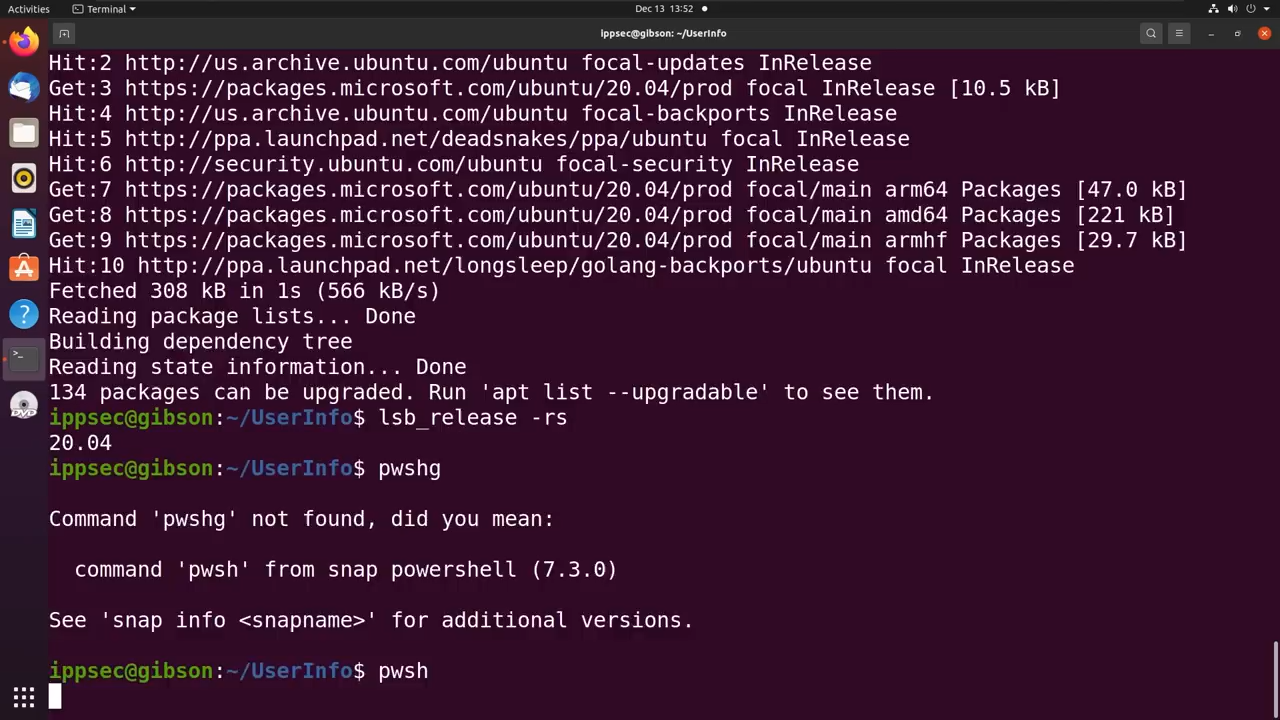 Activities
Terminal
Dec 13 13:52
ippsec@gibson: ~/UserInfo
Hit:2 http://us.archive.ubuntu.com/ubuntu focal-updates InRelease
Get:3 https://packages.microsoft.com/ubuntu/20.04/prod focal InRelease [10.5 kB]
Hit:4 http://us.archive.ubuntu.com/ubuntu focal-backports InRelease
Hit:5 http://ppa.launchpad.net/deadsnakes/ppa/ubuntu focal InRelease
Hit:6 http://security.ubuntu.com/ubuntu focal-security InRelease
Get:7 https://packages.microsoft.com/ubuntu/20.04/prod focal/main arm64 Packages [47.0 kB]
Get:8 https://packages.microsoft.com/ubuntu/20.04/prod focal/main amd64 Packages [221 kB]
Get:9 https://packages.microsoft.com/ubuntu/20.04/prod focal/main armhf Packages [29.7 kB]
Hit:10 http://ppa.launchpad.net/longsleep/golang-backports/ubuntu focal InRelease
Fetched 308 kB in 1s (566 kB/s)
Reading package lists... Done
Building dependency tree
Reading state information... Done
134 packages can be upgraded. Run 'apt list --upgradable' to see them.
ippsec@gibson:~/UserInfo$ lsb_release -rs
20.04
ippsec@gibson:~/UserInfo$ pwshg
Command 'pwshg' not found, did you mean:
command 'pwsh' from snap powershell (7.3.0)
See 'snap info <snapname>' for additional versions.
ippsec@gibson:~/UserInfo$ pwsh
DVD